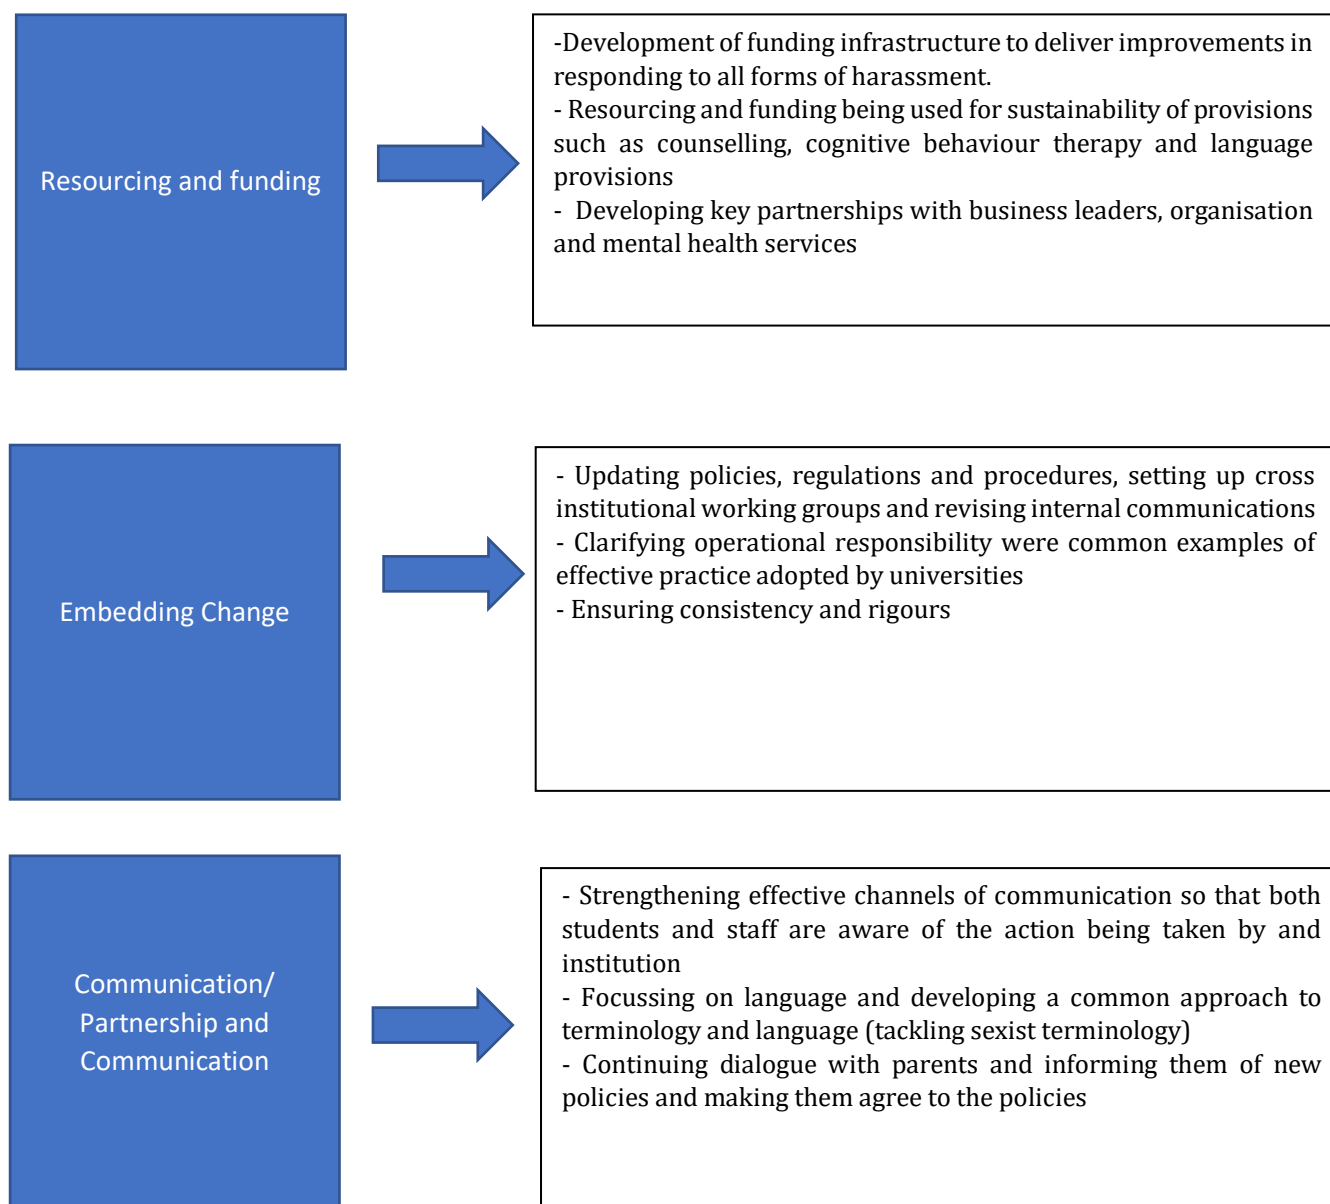 Resourcing and funding
-Development of funding infrastructure to deliver improvements in
responding to all forms of harassment.
- Resourcing and funding being used for sustainability of provisions
such as counselling, cognitive behaviour therapy and language
provisions
- Developing key partnerships with business leaders, organisation
and mental health services
Embedding Change
- Updating policies, regulations and procedures, setting up cross
institutional working groups and revising internal communications
- Clarifying operational responsibility were common examples of
effective practice adopted by universities
- Ensuring consistency and rigours
Communication/
Partnership and
Communication
- Strengthening effective channels of communication so that both
students and staff are aware of the action being taken by and
institution
- Focussing on language and developing a common approach to
terminology and language (tackling sexist terminology)
- Continuing dialogue with parents and informing them of new
policies and making them agree to the policies